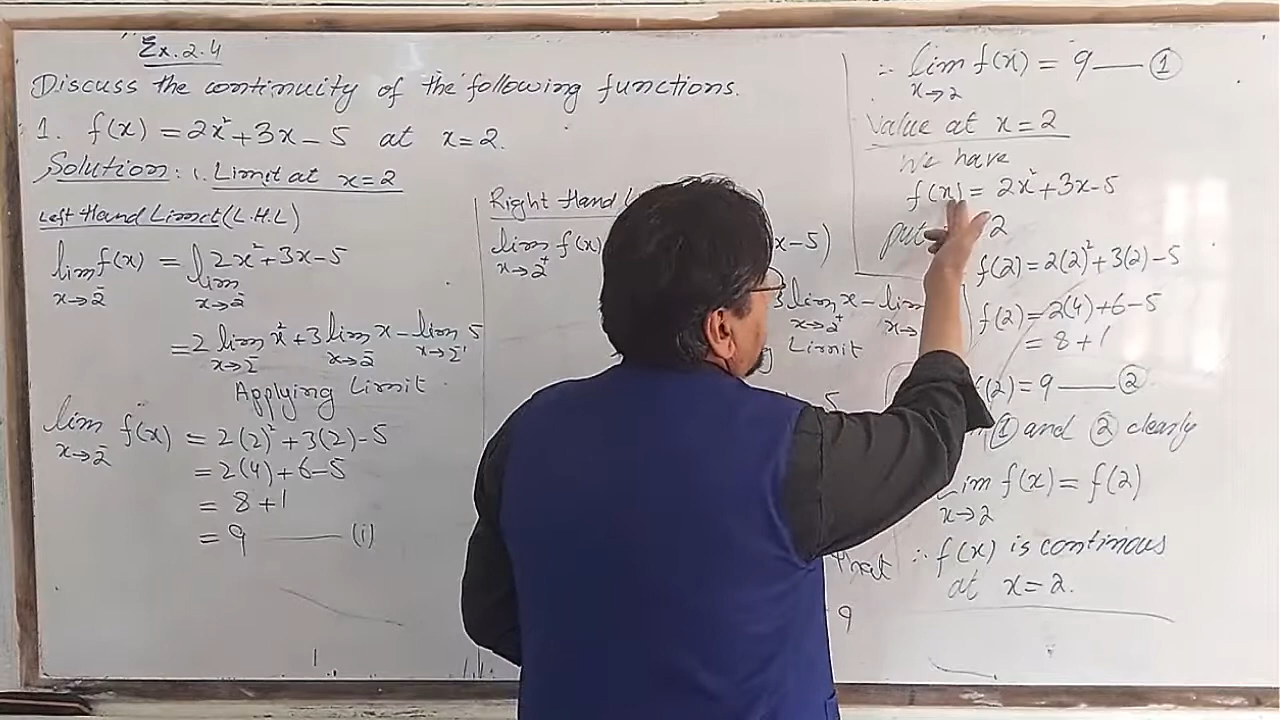 Ex.2.4
Discuss the continuity of the following functions.
1. f(x) = 2x² + 3x - 5 at x = 2.
Solution: 1. Limit at x = 2
Left Hand Limit (L.H.L)
lim f(x) = lim 2x² + 3x - 5
x→2⁻ x→2⁻
= 2 lim x² + 3 lim x - lim 5
x→2⁻ x→2⁻ x→2⁻
Applying Limit
lim f(x) = 2(2)² + 3(2) - 5
x→2⁻
= 2(4) + 6 - 5
= 8 + 1
= 9 —— (i)
Right Hand
lim f(x) x - 5)
x→2⁺
3 lim x - lim
x→2⁺ x→
Limit
5
that
9
∴ lim f(x) = 9 —— ①
x→2
Value at x = 2
We have
f(x) = 2x² + 3x - 5
put 2
f(2) = 2(2)² + 3(2) - 5
f(2) = 2(4) + 6 - 5
= 8 + 1
(2) = 9 —— ②
① and ② clearly
lim f(x) = f(2)
x→2
∴ f(x) is continous
at x = 2.